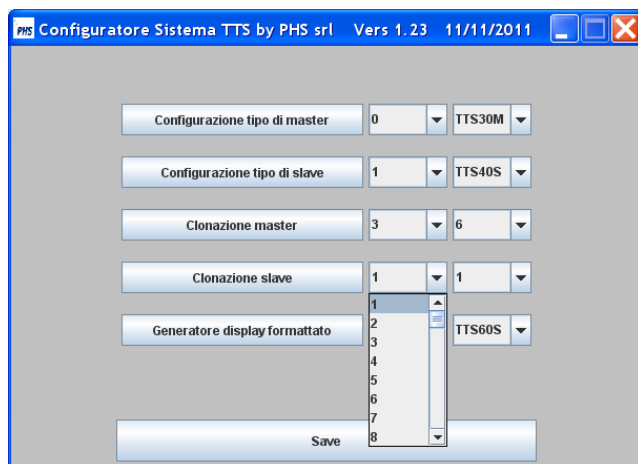 PHS Configuratore Sistema TTS by PHS srl Vers 1.23 11/11/2011
Configurazione tipo di master 0 TTS30M
Configurazione tipo di slave 1 TTS40S
Clonazione master 3 6
Clonazione slave 1 1
1
2
3
Generatore display formattato TTS60S
4
5
6
7
8
Save